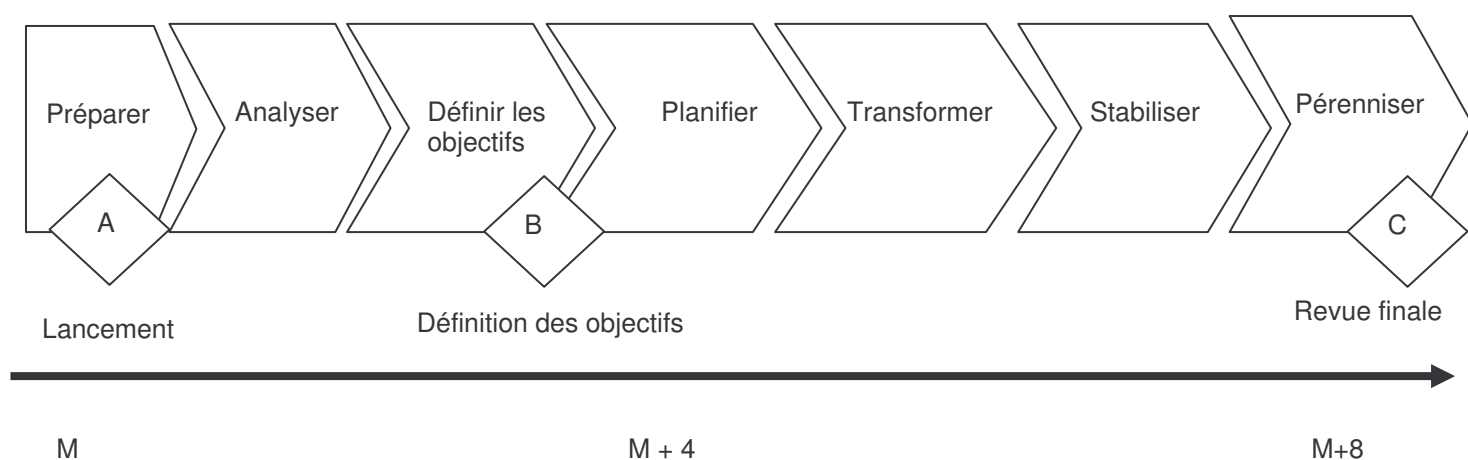 Préparer
Analyser
Définir les
objectifs
Planifier
Transformer
Stabiliser
Pérenniser
A
B
C
Lancement
Définition des objectifs
Revue finale
M
M + 4
M+8